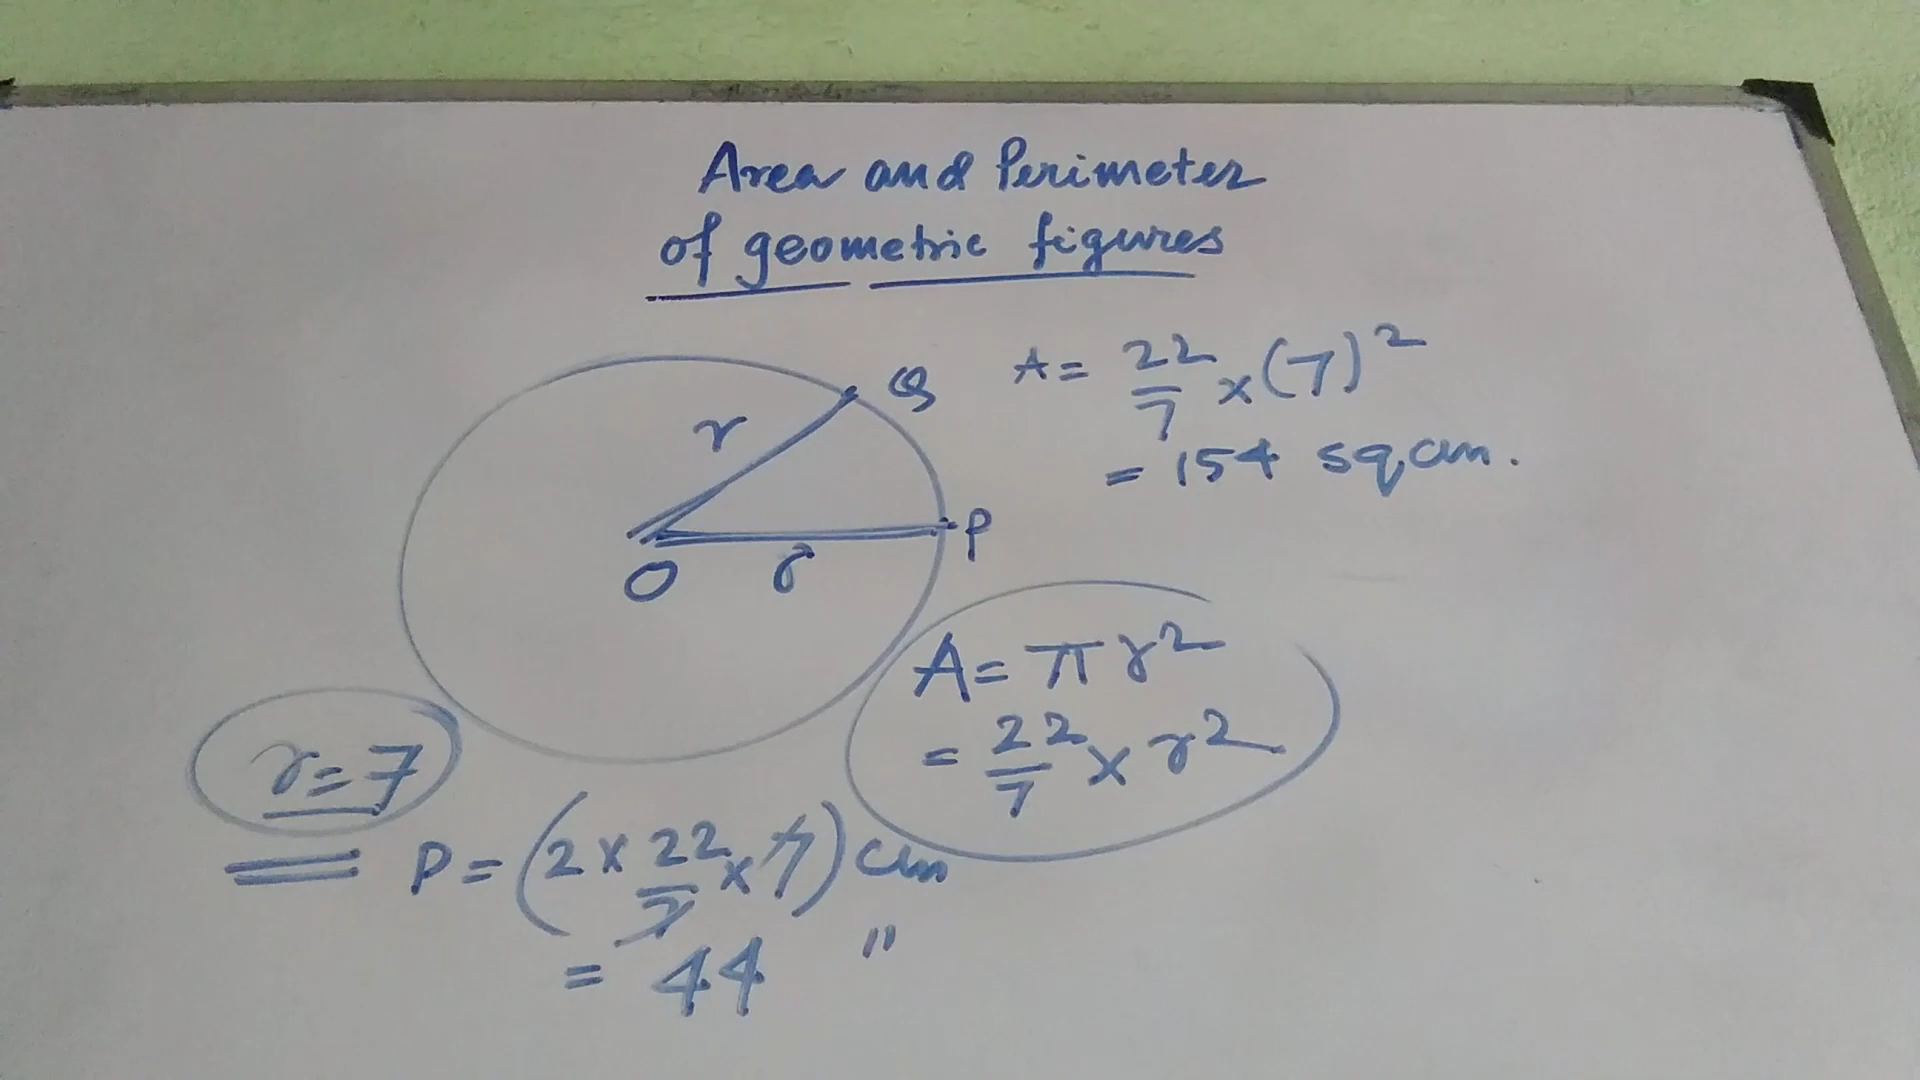 Area and Perimeter
of geometric figures
Q
r
P
O
r
A = 22/7 × (7)²
= 154 sq cm.
A = πr²
= 22/7 × r²
r = 7
P = (2 × 22/7 × 7) cm
= 44 "